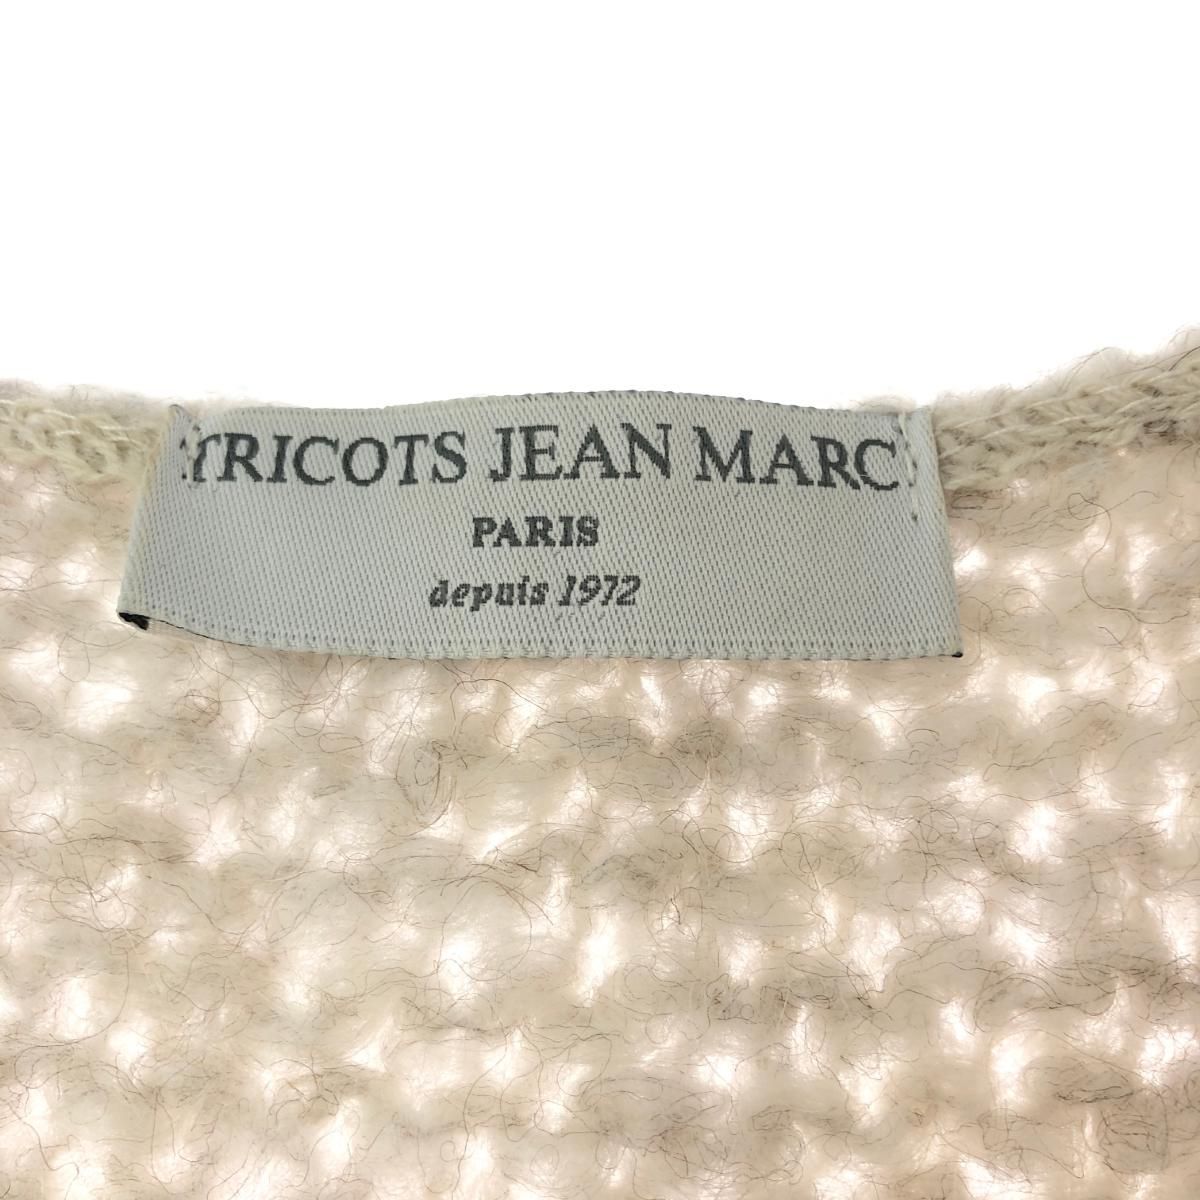 TRICOTS JEAN MARC
PARIS
depuis 1972